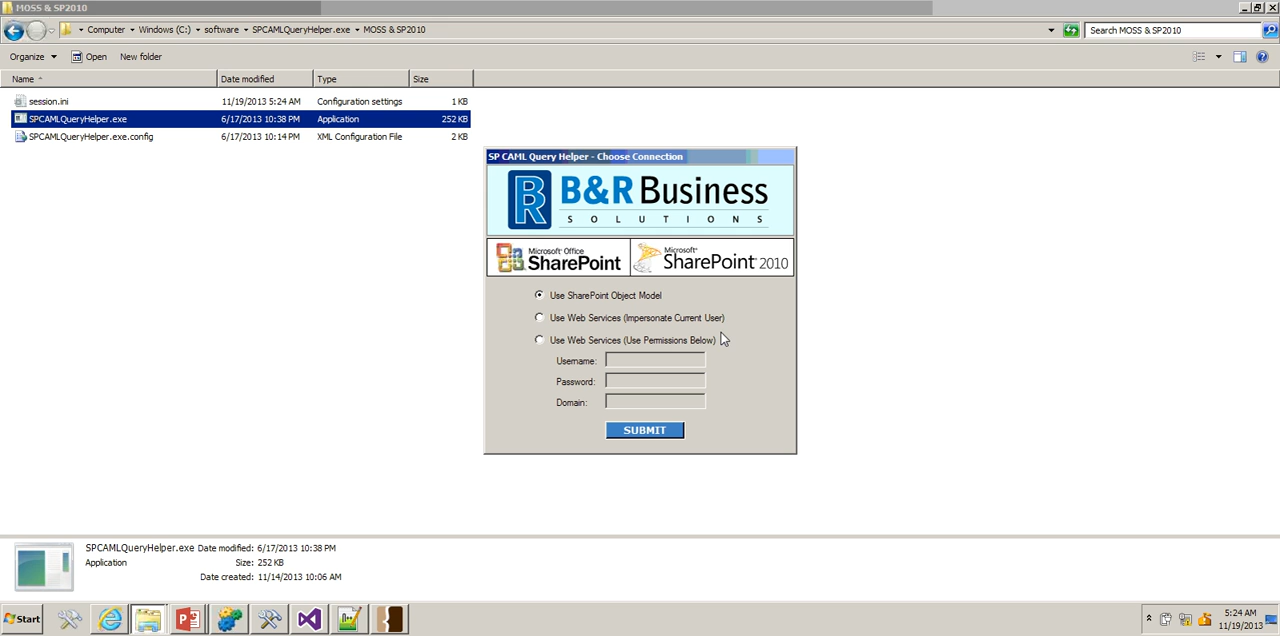 MOSS & SP2010
Computer Windows (C:) software SPCAMLQueryHelper.exe MOSS & SP2010
Search MOSS & SP2010
Organize Open New folder
Name Date modified Type Size
session.ini 11/19/2013 5:24 AM Configuration settings 1 KB
SPCAMLQueryHelper.exe 6/17/2013 10:38 PM Application 252 KB
SPCAMLQueryHelper.exe.config 6/17/2013 10:14 PM XML Configuration File 2 KB
SP CAML Query Helper - Choose Connection
R B&R Business
SOLUTIONS
Microsoft Office SharePoint
Microsoft SharePoint 2010
Use SharePoint Object Model
Use Web Services (Impersonate Current User)
Use Web Services (Use Permissions Below)
Username:
Password:
Domain:
SUBMIT
SPCAMLQueryHelper.exe Date modified: 6/17/2013 10:38 PM
Application Size: 252 KB
Date created: 11/14/2013 10:06 AM
Start
5:24 AM
11/19/2013